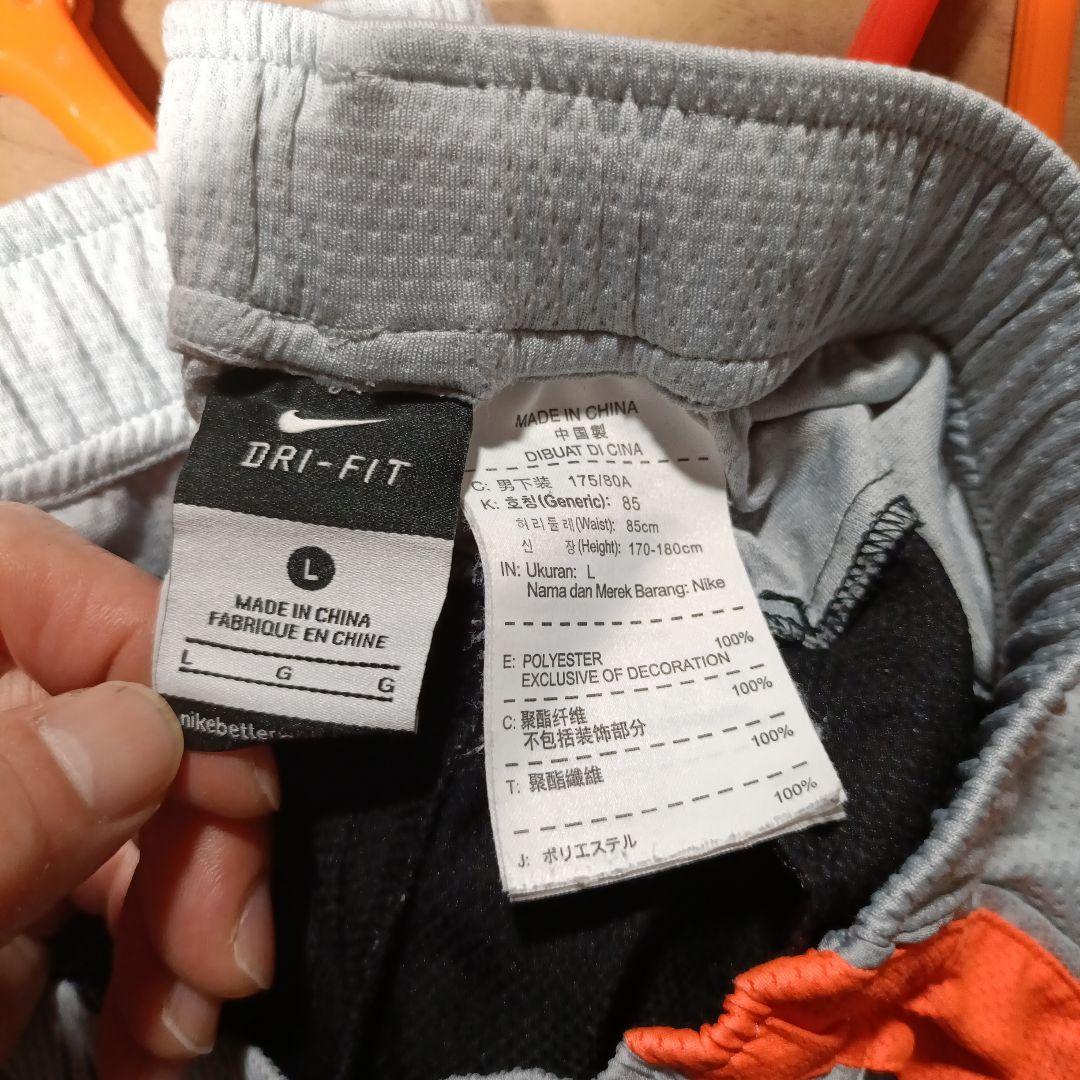 DRI-FIT
L
MADE IN CHINA
FABRIQUE EN CHINE
L G G
nikebetter
MADE IN CHINA
中国製
DIBUAT DI CINA
C: 男下装 175/80A
K: 호칭(Generic): 85
허리둘레(Waist): 85cm
신 장(Height): 170-180cm
IN: Ukuran: L
Nama dan Merek Barang: Nike
100%
E: POLYESTER
EXCLUSIVE OF DECORATION
100%
C: 聚酯纤维
不包括装饰部分
100%
T: 聚酯纖維
100%
J: ポリエステル